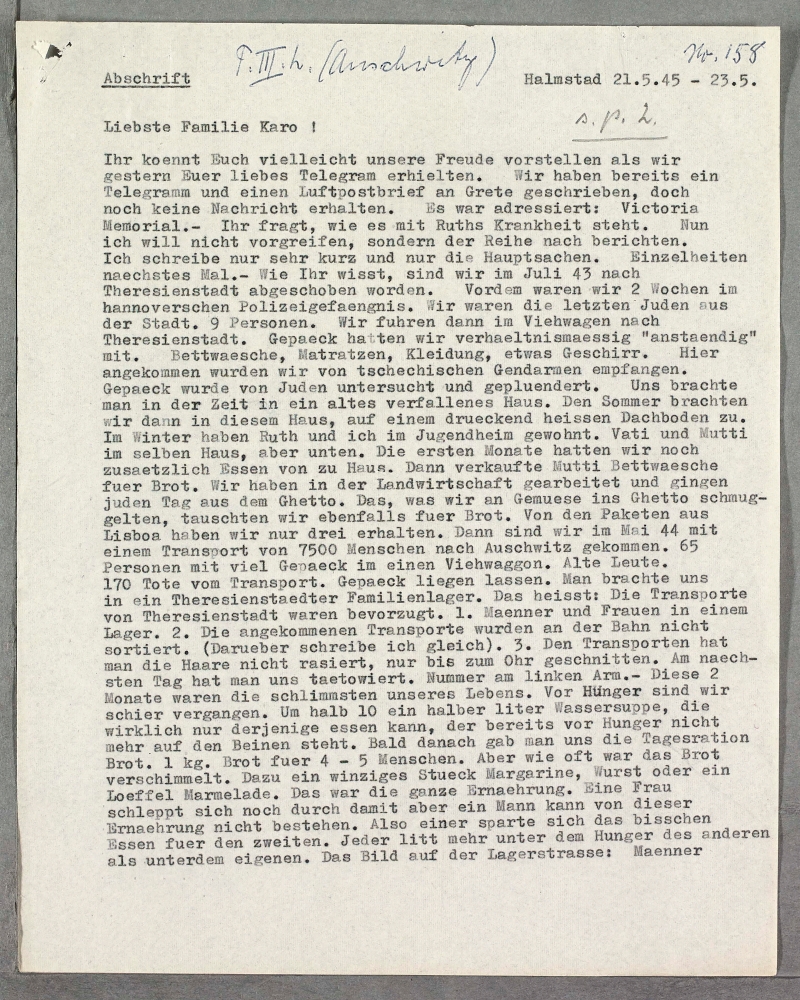 P.III.h. (Auschwitz)
No. 158
Abschrift
Halmstad 21.5.45 - 23.5.
s. p. 2.
Liebste Familie Karo !
Ihr koennt Euch vielleicht unsere Freude vorstellen als wir
gestern Euer liebes Telegram erhielten. Wir haben bereits ein
Telegramm und einen Luftpostbrief an Grete geschrieben, doch
noch keine Nachricht erhalten. Es war adressiert: Victoria
Memorial.- Ihr fragt, wie es mit Ruths Krankheit steht. Nun
ich will nicht vorgreifen, sondern der Reihe nach berichten.
Ich schreibe nur sehr kurz und nur die Hauptsachen. Einzelheiten
naechstes Mal.- Wie Ihr wisst, sind wir im Juli 43 nach
Theresienstadt abgeschoben worden. Vordem waren wir 2 Wochen im
hannoverschen Polizeigefaengnis. Wir waren die letzten Juden aus
der Stadt. 9 Personen. Wir fuhren dann im Viehwagen nach
Theresienstadt. Gepaeck hatten wir verhaeltnismaessig "anstaendig"
mit. Bettwaesche, Matratzen, Kleidung, etwas Geschirr. Hier
angekommen wurden wir von tschechischen Gendarmen empfangen.
Gepaeck wurde von Juden untersucht und gepluendert. Uns brachte
man in der Zeit in ein altes verfallenes Haus. Den Sommer brachten
wir dann in diesem Haus, auf einem drueckend heissen Dachboden zu.
Im Winter haben Ruth und ich im Jugendheim gewohnt. Vati und Mutti
im selben Haus, aber unten. Die ersten Monate hatten wir noch
zusaetzlich Essen von zu Haus. Dann verkaufte Mutti Bettwaesche
fuer Brot. Wir haben in der Landwirtschaft gearbeitet und gingen
juden Tag aus dem Ghetto. Das, was wir an Gemuese ins Ghetto schmug-
gelten, tauschten wir ebenfalls fuer Brot. Von den Paketen aus
Lisboa haben wir nur drei erhalten. Dann sind wir im Mai 44 mit
einem Transport von 7500 Menschen nach Auschwitz gekommen. 65
Personen mit viel Gepaeck im einen Viehwaggon. Alte Leute.
170 Tote vom Transport. Gepaeck liegen lassen. Man brachte uns
in ein Theresienstaedter Familienlager. Das heisst: Die Transporte
von Theresienstadt waren bevorzugt. 1. Maenner und Frauen in einem
Lager. 2. Die angekommenen Transporte wurden an der Bahn nicht
sortiert. (Darueber schreibe ich gleich). 3. Den Transporten hat
man die Haare nicht rasiert, nur bis zum Ohr geschnitten. Am naech-
sten Tag hat man uns taetowiert. Nummer am linken Arm.- Diese 2
Monate waren die schlimmsten unseres Lebens. Vor Hünger sind wir
schier vergangen. Um halb 10 ein halber liter Wassersuppe, die
wirklich nur derjenige essen kann, der bereits vor Hunger nicht
mehr auf den Beinen steht. Bald danach gab man uns die Tagesration
Brot. 1 kg. Brot fuer 4 - 5 Menschen. Aber wie oft war das Brot
verschimmelt. Dazu ein winziges Stueck Margarine, Wurst oder ein
Loeffel Marmelade. Das war die ganze Ernaehrung. Eine Frau
schleppt sich noch durch damit aber ein Mann kann von dieser
Ernaehrung nicht bestehen. Also einer sparte sich das bisschen
Essen fuer den zweiten. Jeder litt mehr unter dem Hunger des anderen
als unterdem eigenen. Das Bild auf der Lagerstrasse: Maenner